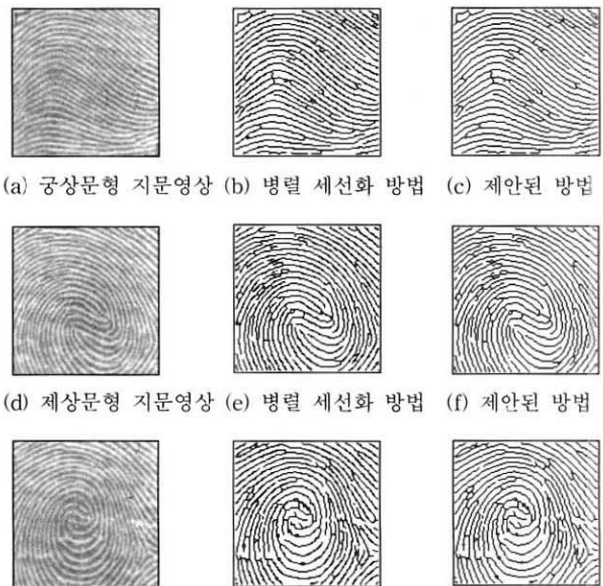 (a) 궁상문형 지문영상 (b) 병렬 세선화 방법 (c) 제안된 방법
(d) 제상문형 지문영상 (e) 병렬 세선화 방법 (f) 제안된 방법